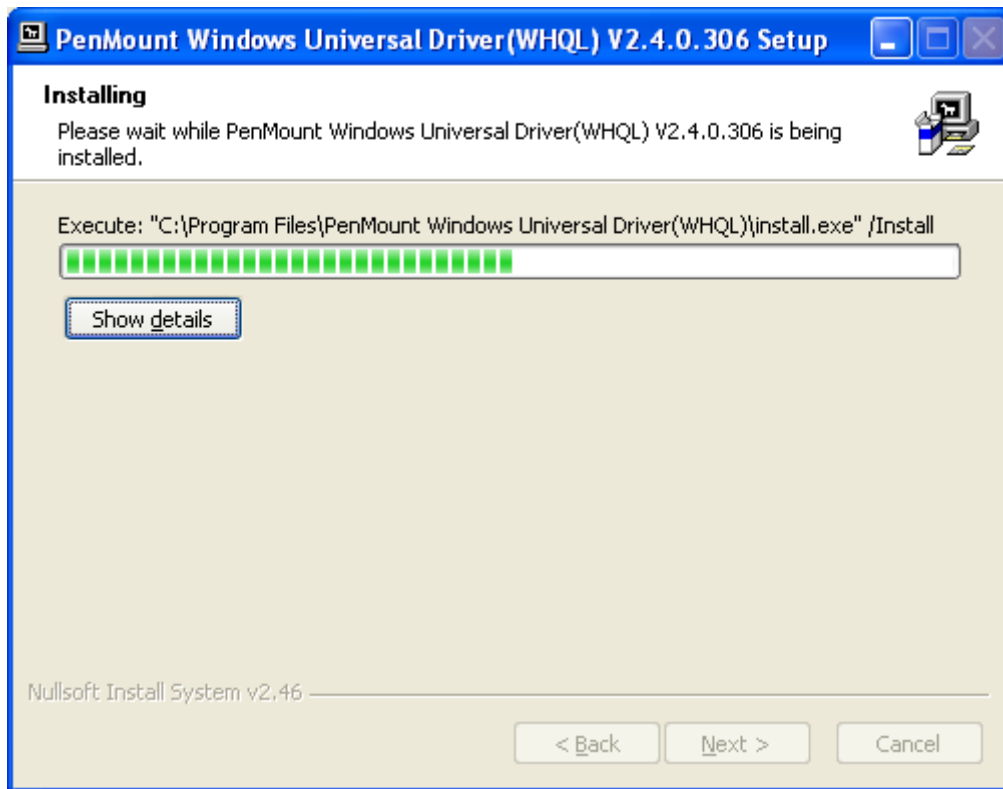 PenMount Windows Universal Driver(WHQL) V2.4.0.306 Setup
Installing
Please wait while PenMount Windows Universal Driver(WHQL) V2.4.0.306 is being
installed.
Execute: "C:\Program Files\PenMount Windows Universal Driver(WHQL)\install.exe" /Install
Show details
Nullsoft Install System v2.46
< Back Next > Cancel